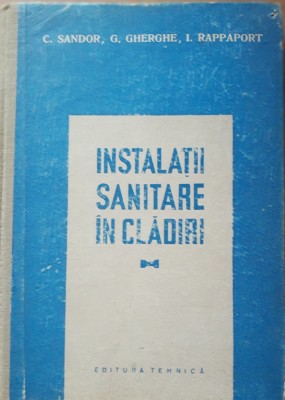 C. SANDOR, G. GHERGHE, I. RAPPAPORT
INSTALAȚII
SANITARE
ÎN CLĂDIRI
EDITURA TEHNICĂ